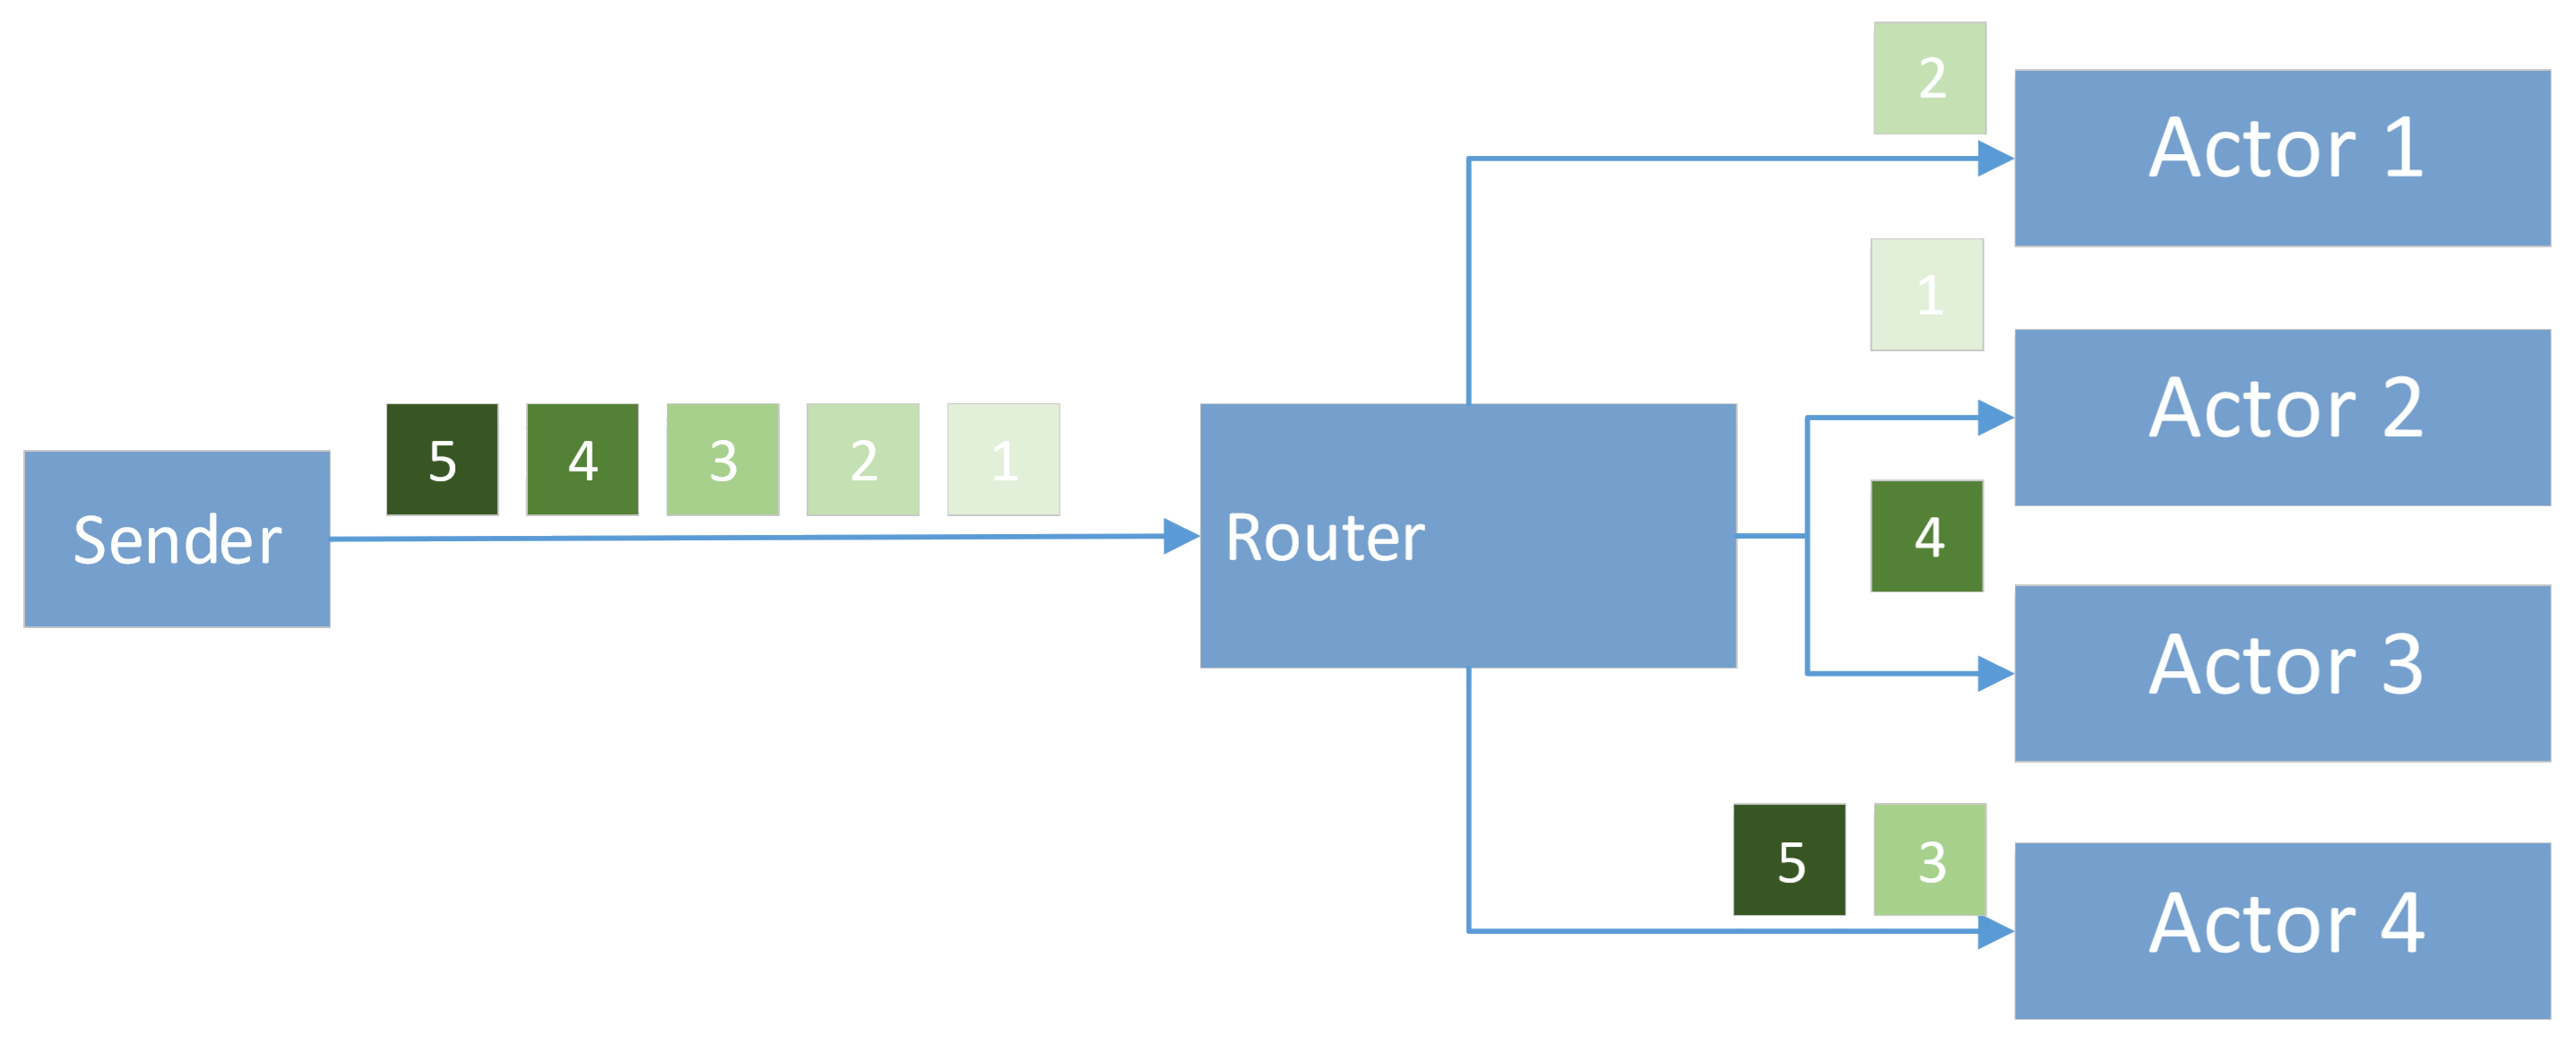 Sender
5 4 3 2 1
Router
2
Actor 1
1
Actor 2
4
Actor 3
5 3
Actor 4